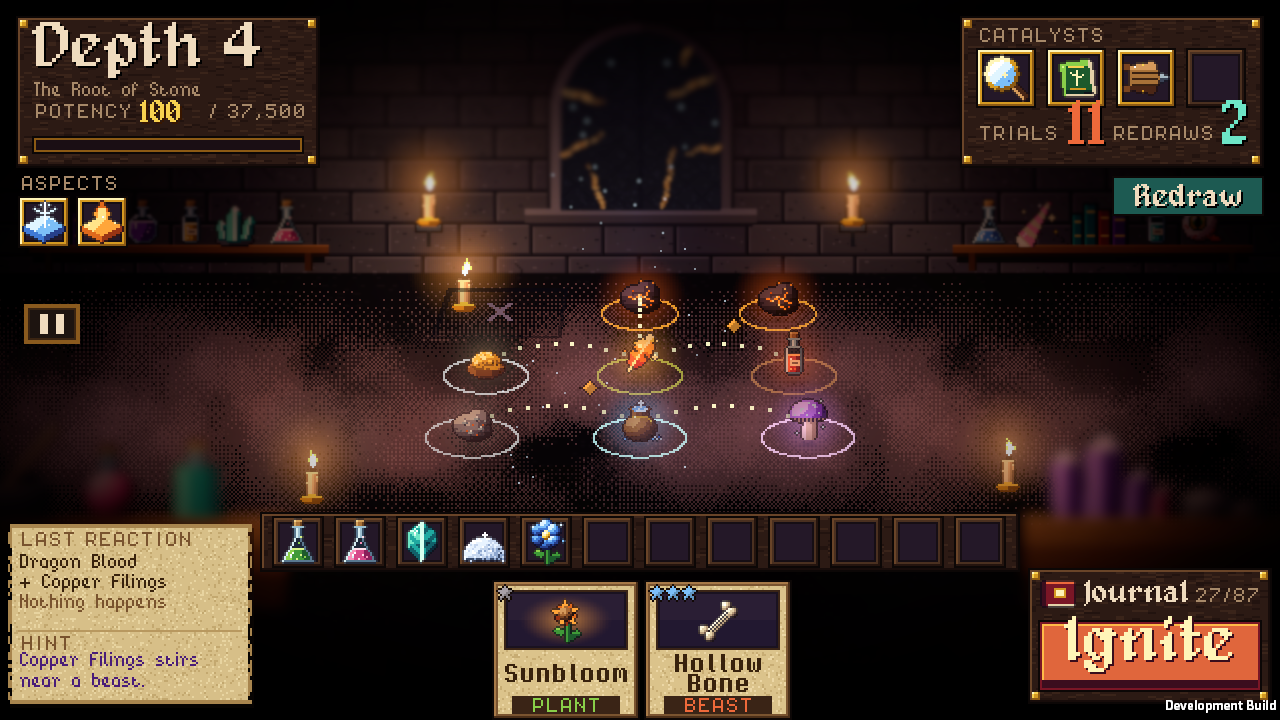 Depth 4
The Root of Stone
POTENCY 100 / 37,500
ASPECTS
CATALYSTS
TRIALS 11 REDRAWS 2
Redraw
LAST REACTION
Dragon Blood
+ Copper Filings
Nothing happens
HINT
Copper Filings stirs
near a beast.
Sunbloom
PLANT
Hollow
Bone
BEAST
Journal 27/87
Ignite
Development Build